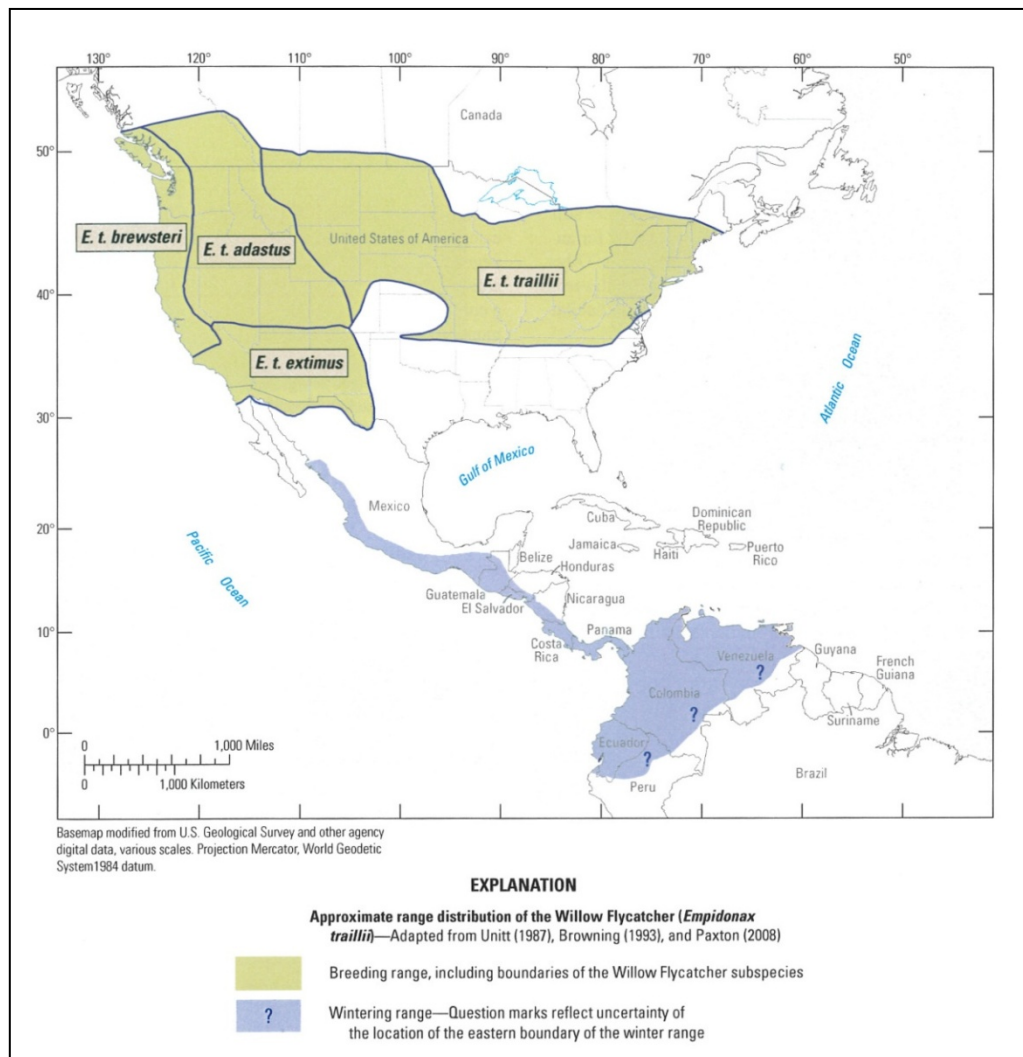 130°
120°
110°
100°
90°
80°
70°
60°
50°
Canada
50°
E. t. brewsteri
E. t. adastus
United States of America
E. t. traillii
40°
E. t. extimus
Atlantic Ocean
30°
Gulf of Mexico
Mexico
Cuba
Dominican
Republic
20°
Pacific Ocean
Jamaica
Haiti
Puerto
Rico
Belize
Honduras
Guatemala
El Salvador
Nicaragua
10°
Costa
Rica
Panama
Venezuela
?
Guyana
French
Guiana
Colombia
?
Suriname
0°
Ecuador
?
Peru
Brazil
0 1,000 Miles
0 1,000 Kilometers
Basemap modified from U.S. Geological Survey and other agency
digital data, various scales. Projection Mercator, World Geodetic
System1984 datum.
EXPLANATION
Approximate range distribution of the Willow Flycatcher (Empidonax
traillii)—Adapted from Unitt (1987), Browning (1993), and Paxton (2008)
Breeding range, including boundaries of the Willow Flycatcher subspecies
?
Wintering range—Question marks reflect uncertainty of
the location of the eastern boundary of the winter range